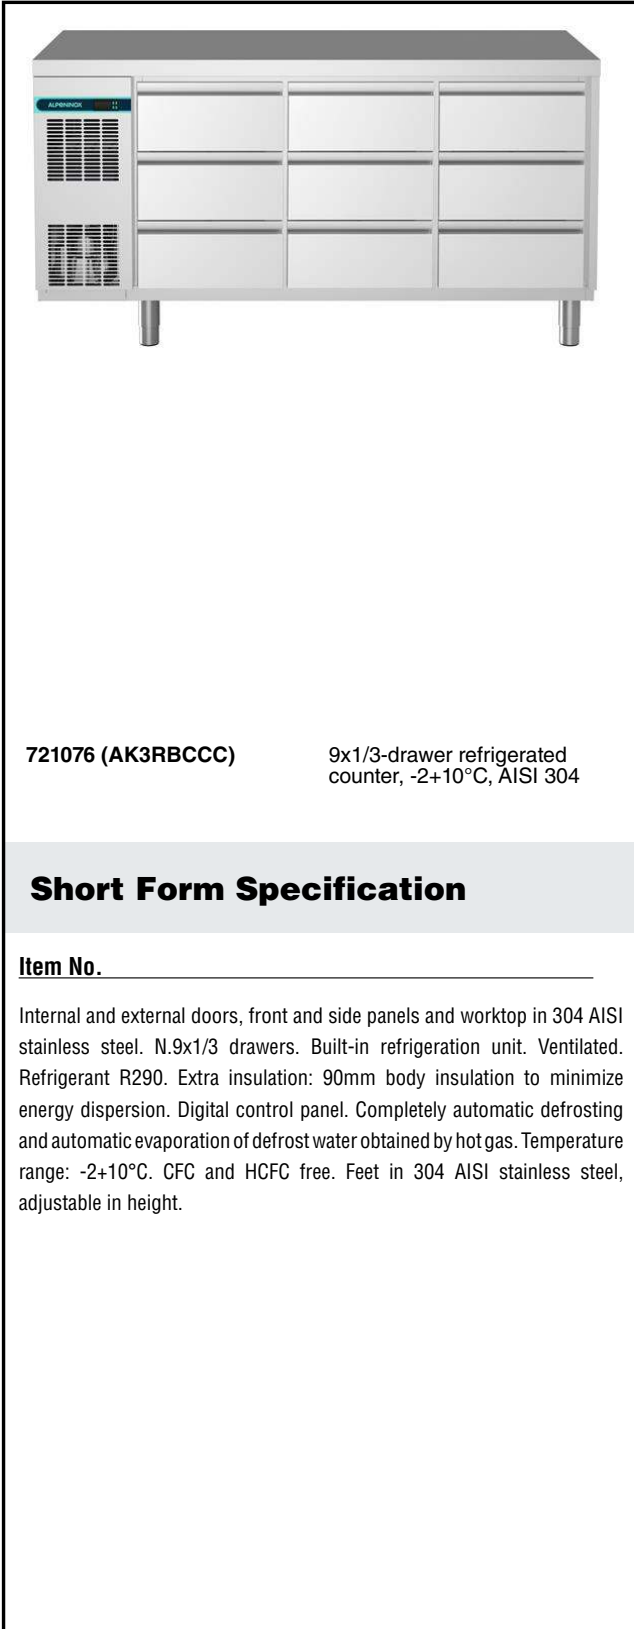 ALPENINOX
721076 (AK3RBCCC)
9x1/3-drawer refrigerated
counter, -2+10°C, AISI 304
Short Form Specification
Item No.
Internal and external doors, front and side panels and worktop in 304 AISI
stainless steel. N.9x1/3 drawers. Built-in refrigeration unit. Ventilated.
Refrigerant R290. Extra insulation: 90mm body insulation to minimize
energy dispersion. Digital control panel. Completely automatic defrosting
and automatic evaporation of defrost water obtained by hot gas. Temperature
range: -2+10°C. CFC and HCFC free. Feet in 304 AISI stainless steel,
adjustable in height.